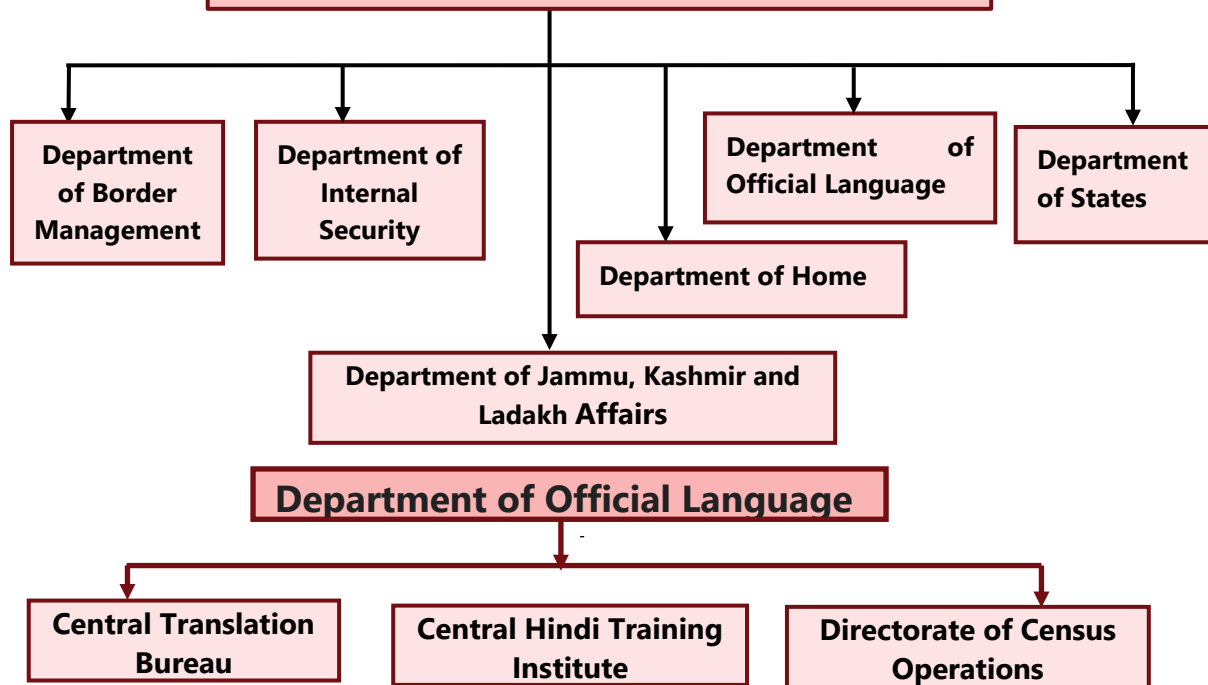 Department
of Border
Management
Department of
Internal
Security
Department of
Official Language
Department
of States
Department of Home
Department of Jammu, Kashmir and
Ladakh Affairs
Department of Official Language
-
Central Translation
Bureau
Central Hindi Training
Institute
Directorate of Census
Operations